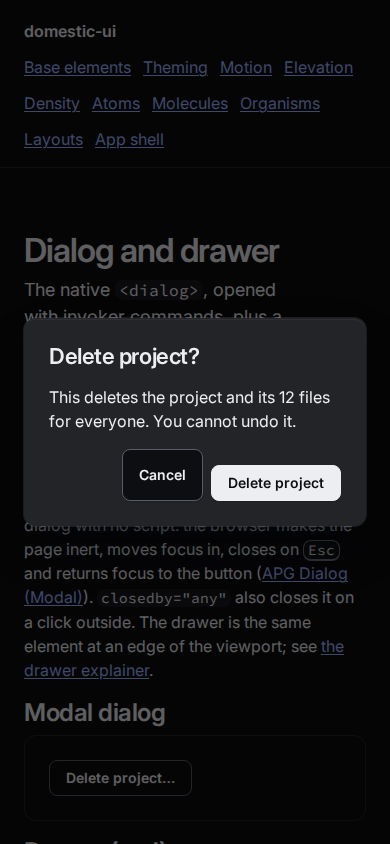 domestic-ui
Base elements Theming Motion Elevation
Density Atoms Molecules Organisms
Layouts App shell
Dialog and drawer
The native <dialog>, opened
with invoker commands, plus a
Delete project?
This deletes the project and its 12 files
for everyone. You cannot undo it.
Cancel Delete project
dialog with no script: the browser makes the
page inert, moves focus in, closes on Esc
and returns focus to the button (APG Dialog
(Modal)). closedby="any" also closes it on
a click outside. The drawer is the same
element at an edge of the viewport; see the
drawer explainer.
Modal dialog
Delete project...